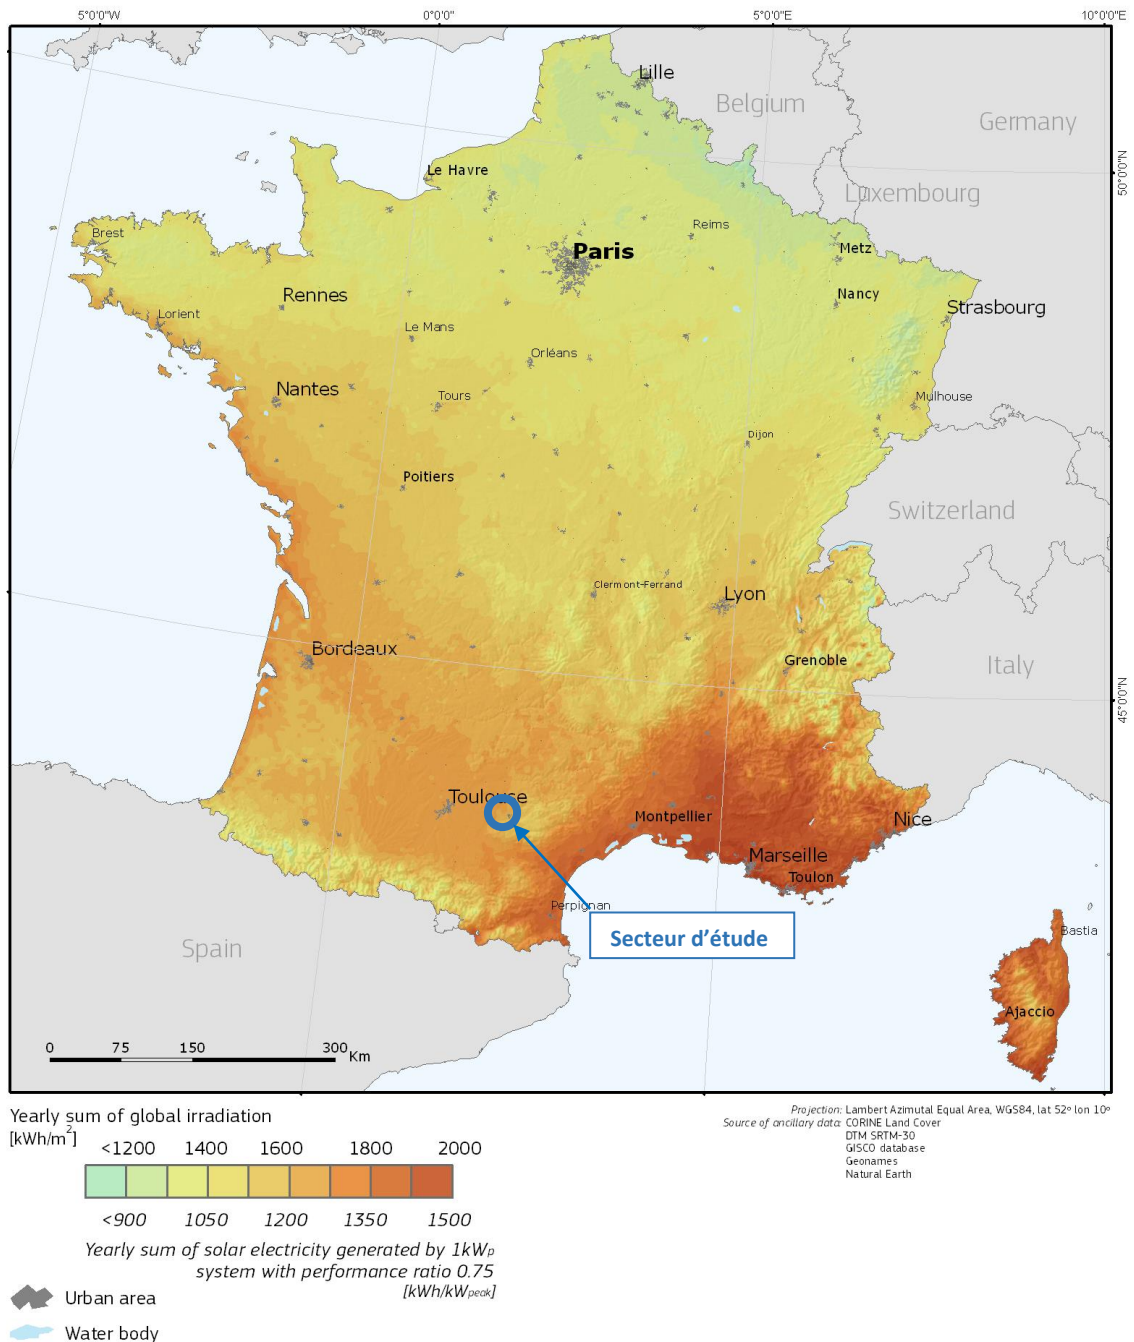 5°0'0"W
0°0'0"
5°0'0"E
10°0'0"E
Lille
Belgium
Germany
50°0'0"N
Le Havre
Luxembourg
Brest
Reims
Paris
Metz
Rennes
Nancy
Strasbourg
Lorient
Le Mans
Orléans
Nantes
Tours
Mulhouse
Dijon
Poitiers
Switzerland
Clermont-Ferrand
Lyon
Bordeaux
Grenoble
Italy
45°0'0"N
Toulouse
Montpellier
Nice
Marseille
Toulon
Perpignan
Secteur d'étude
Spain
Bastia
Ajaccio
0 75 150 300 Km
Yearly sum of global irradiation
[kWh/m²]
<1200 1400 1600 1800 2000
<900 1050 1200 1350 1500
Yearly sum of solar electricity generated by 1kWp
system with performance ratio 0.75
[kWh/kWpeak]
Urban area
Water body
Projection: Lambert Azimutal Equal Area, WGS84, lat 52º lon 10º
Source of ancillary data: CORINE Land Cover
DTM SRTM-30
GISCO database
Geonames
Natural Earth